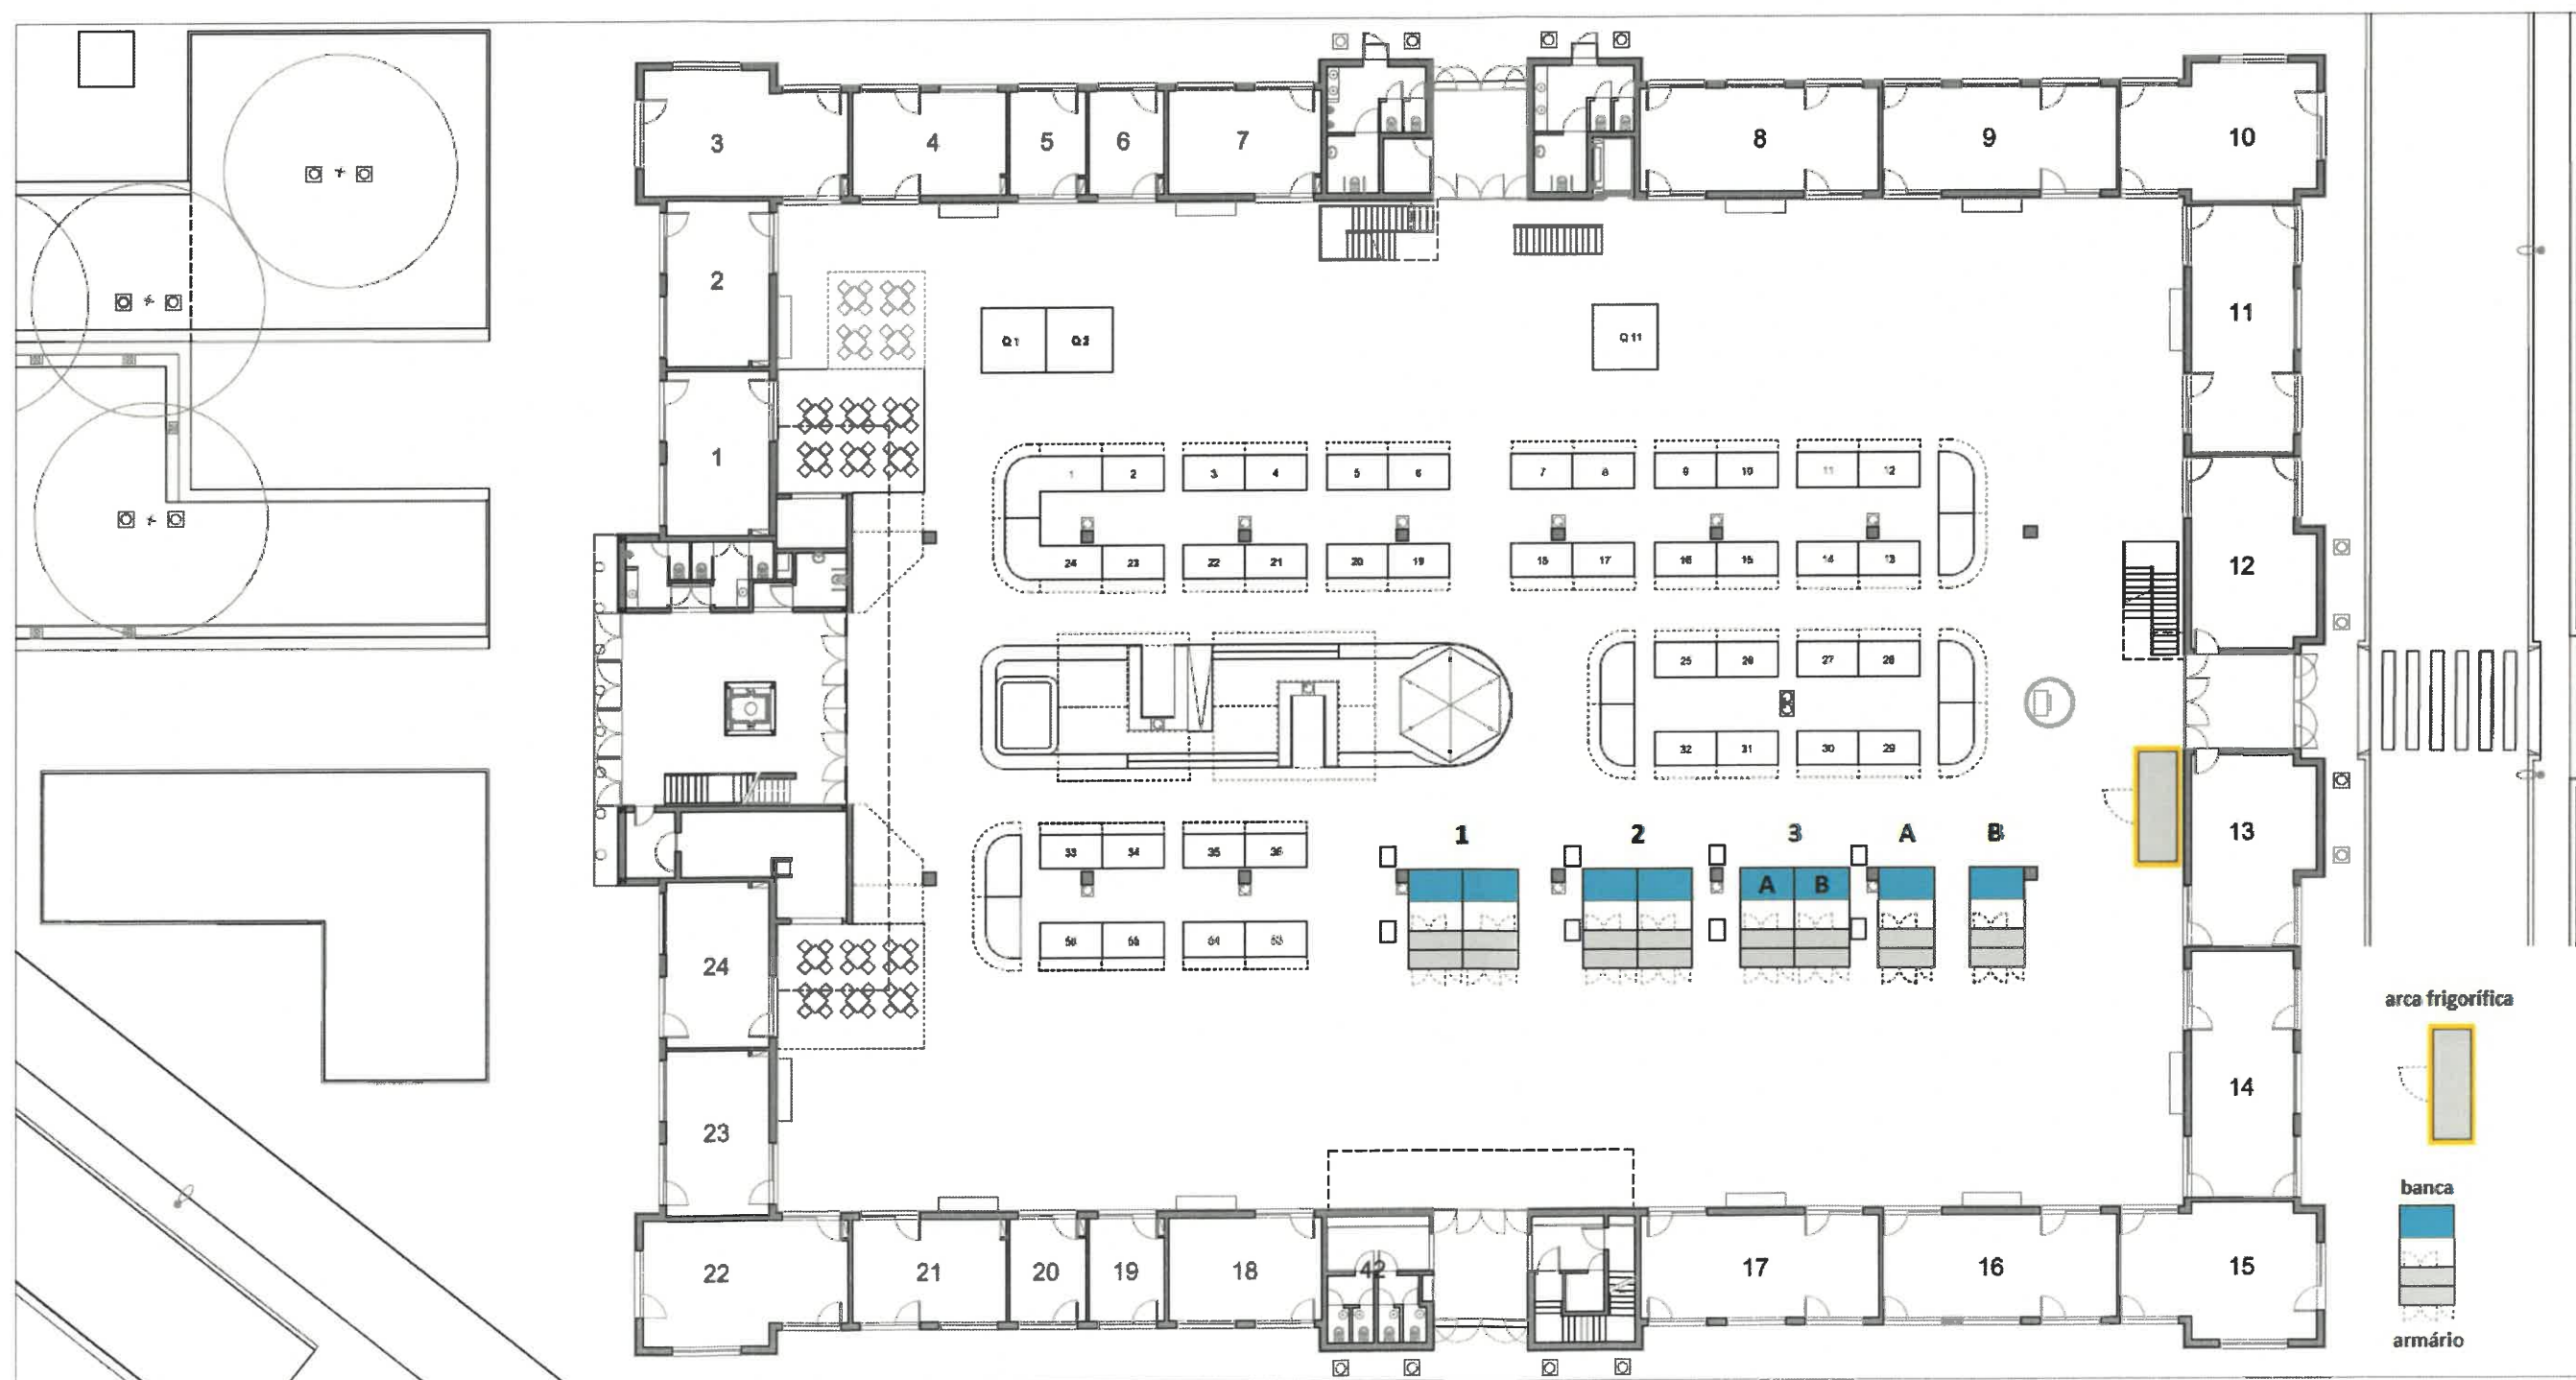 3 4 5 6 7 8 9 10
2 11
Q 1 Q 2 Q 11
1
1 2 3 4 5 6 7 8 9 10 11 12
24 23 22 21 20 19 17 16 15 14 13
12
25 26 27 28
32 31 30 29
1 2 3 A B
13
33 34 35 36
A B
24
14
arca frigorífica
23
banca
22 21 20 19 18 42 17 16 15
armário